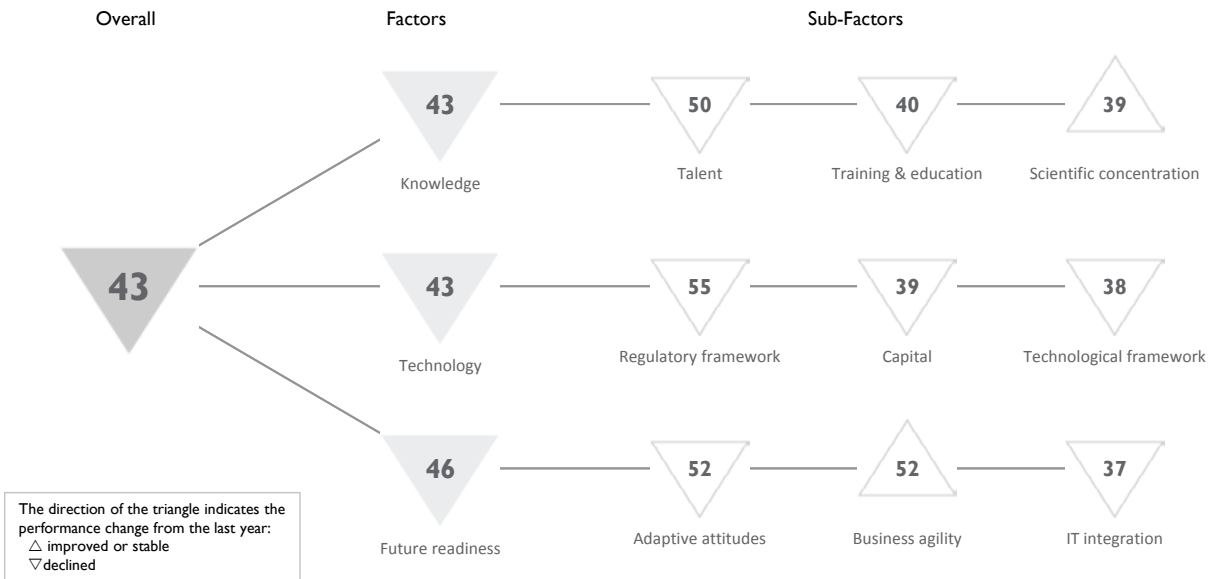 Overall
Factors
Sub-Factors
43
50
40
39
Knowledge
Talent
Training & education
Scientific concentration
43
43
55
39
38
Technology
Regulatory framework
Capital
Technological framework
46
52
52
37
Future readiness
Adaptive attitudes
Business agility
IT integration
The direction of the triangle indicates the
performance change from the last year:
△ improved or stable
▽declined